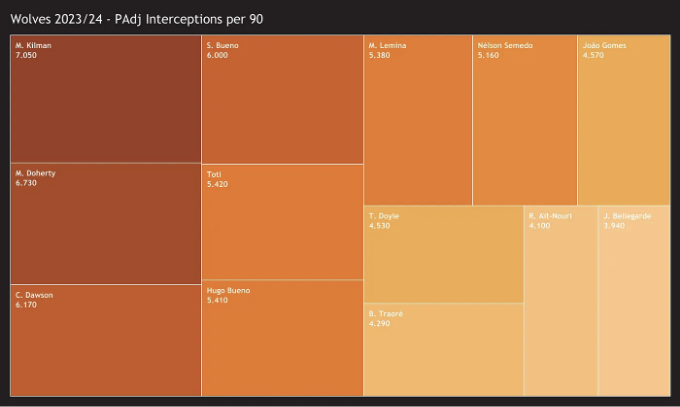 Wolves 2023/24 - PAdj Interceptions per 90
M. Kilman
7.050
M. Doherty
6.730
C. Dawson
6.170
S. Bueno
6.000
Toti
5.420
Hugo Bueno
5.410
M. Lemina
5.380
Nélson Semedo
5.160
João Gomes
4.570
T. Doyle
4.530
B. Traoré
4.290
R. Aït-Nouri
4.100
J. Bellegarde
3.940